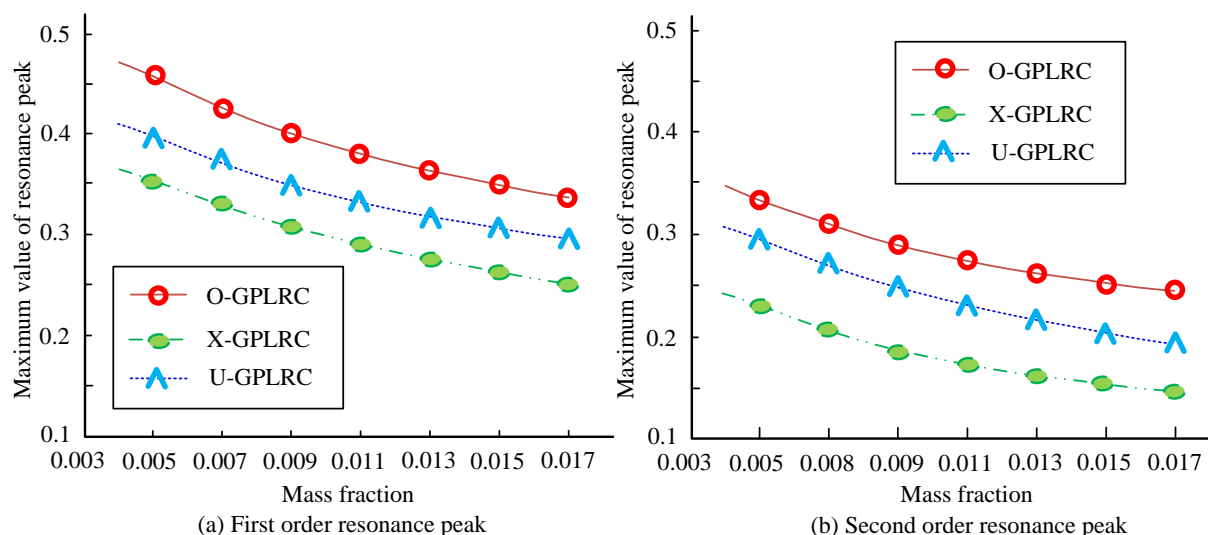 Maximum value of resonance peak
0.5
0.4
0.3
0.2
0.1
O-GPLRC
X-GPLRC
U-GPLRC
0.003 0.005 0.007 0.009 0.011 0.013 0.015 0.017
Mass fraction
(a) First order resonance peak
Maximum value of resonance peak
0.5
0.4
0.3
0.2
0.1
O-GPLRC
X-GPLRC
U-GPLRC
0.003 0.005 0.008 0.009 0.011 0.013 0.015 0.017
Mass fraction
(b) Second order resonance peak